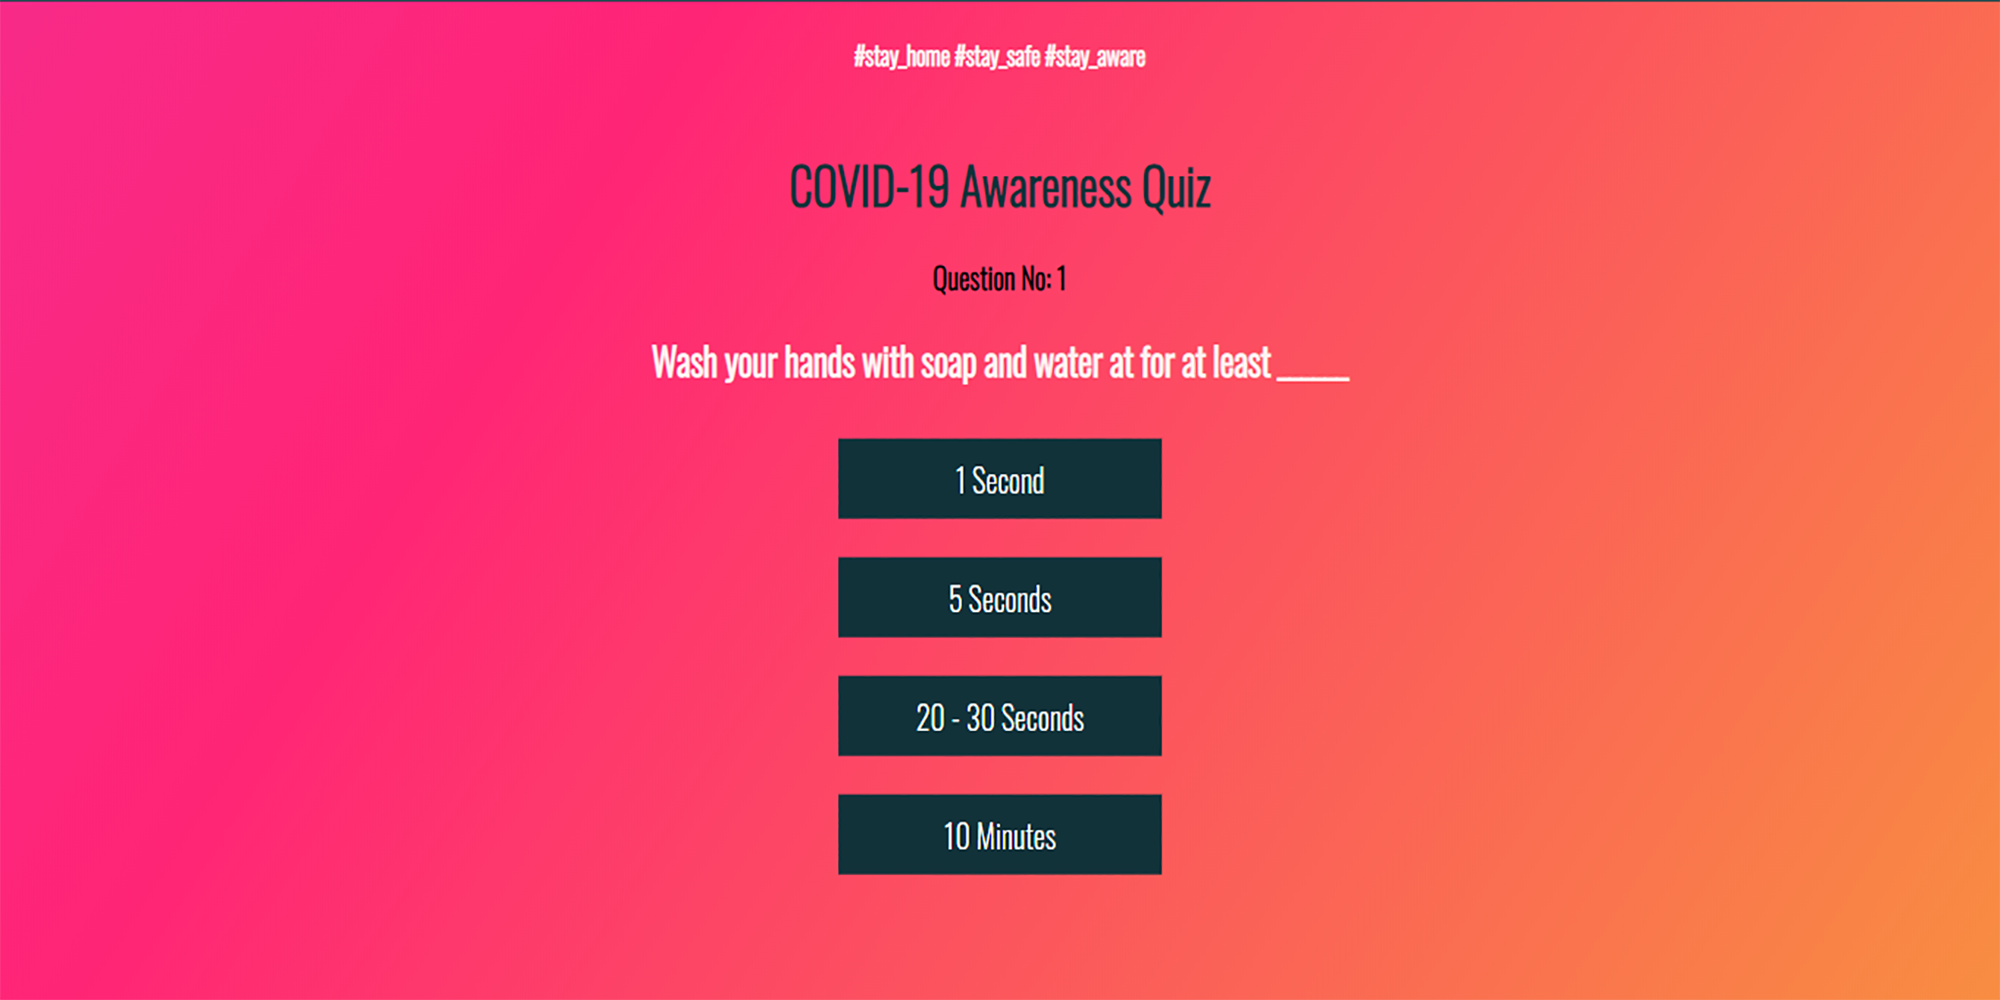 #stay_home #stay_safe #stay_aware
COVID-19 Awareness Quiz
Question No: 1
Wash your hands with soap and water at for at least ______
1 Second
5 Seconds
20 - 30 Seconds
10 Minutes